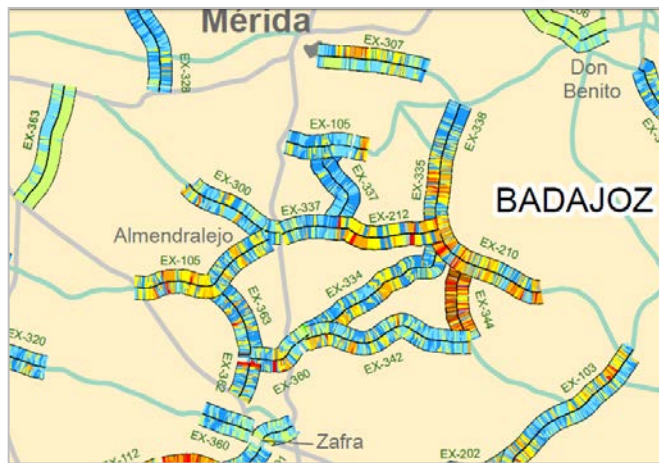 Mérida
EX-307
EX-328
Don
Benito
EX-363
EX-105
EX-338
EX-300
EX-337
EX-335
BADAJOZ
EX-337
EX-212
Almendralejo
EX-210
EX-105
EX-334
EX-363
EX-344
EX-320
EX-342
EX-360
EX-103
EX-360
Zafra
EX-112
EX-202